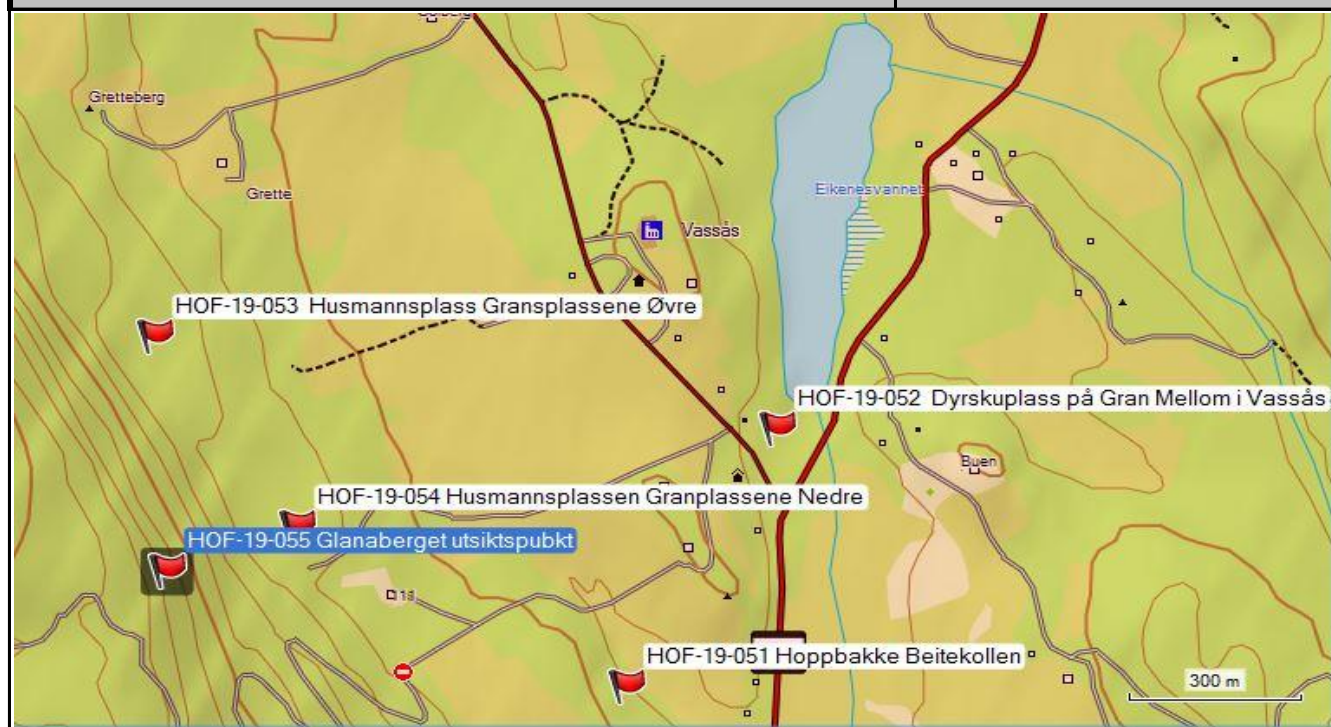 Gretteberg
Grette
Eikenesvannet
Vassås
HOF-19-053 Husmannsplass Gransplassene Øvre
HOF-19-052 Dyrskuplass på Gran Mellom i Vassås
Buen
HOF-19-054 Husmannsplassen Granplassene Nedre
HOF-19-055 Glanaberget utsiktspubkt
HOF-19-051 Hoppbakke Beitekollen
300 m